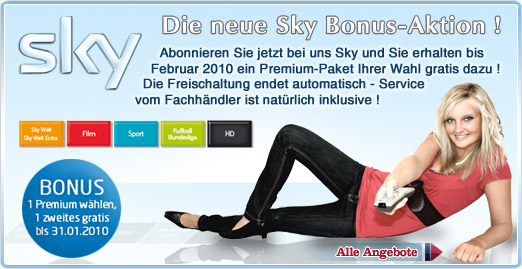 sky
Die neue Sky Bonus-Aktion !
Abonnieren Sie jetzt bei uns Sky und Sie erhalten bis
Februar 2010 ein Premium-Paket Ihrer Wahl gratis dazu !
Die Freischaltung endet automatisch - Service
vom Fachhändler ist natürlich inklusive !
Sky Welt
Sky Welt Extra
Film
Sport
Fußball
Bundesliga
HD
BONUS
1 Premium wählen,
1 zweites gratis
bis 31.01.2010
Alle Angebote